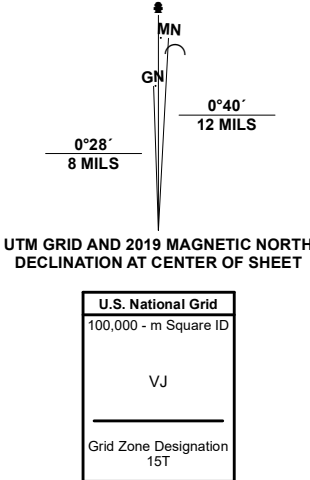 MN
GN
0°40´
12 MILS
0°28´
8 MILS
UTM GRID AND 2019 MAGNETIC NORTH
DECLINATION AT CENTER OF SHEET
U.S. National Grid
100,000 - m Square ID
VJ
Grid Zone Designation
15T